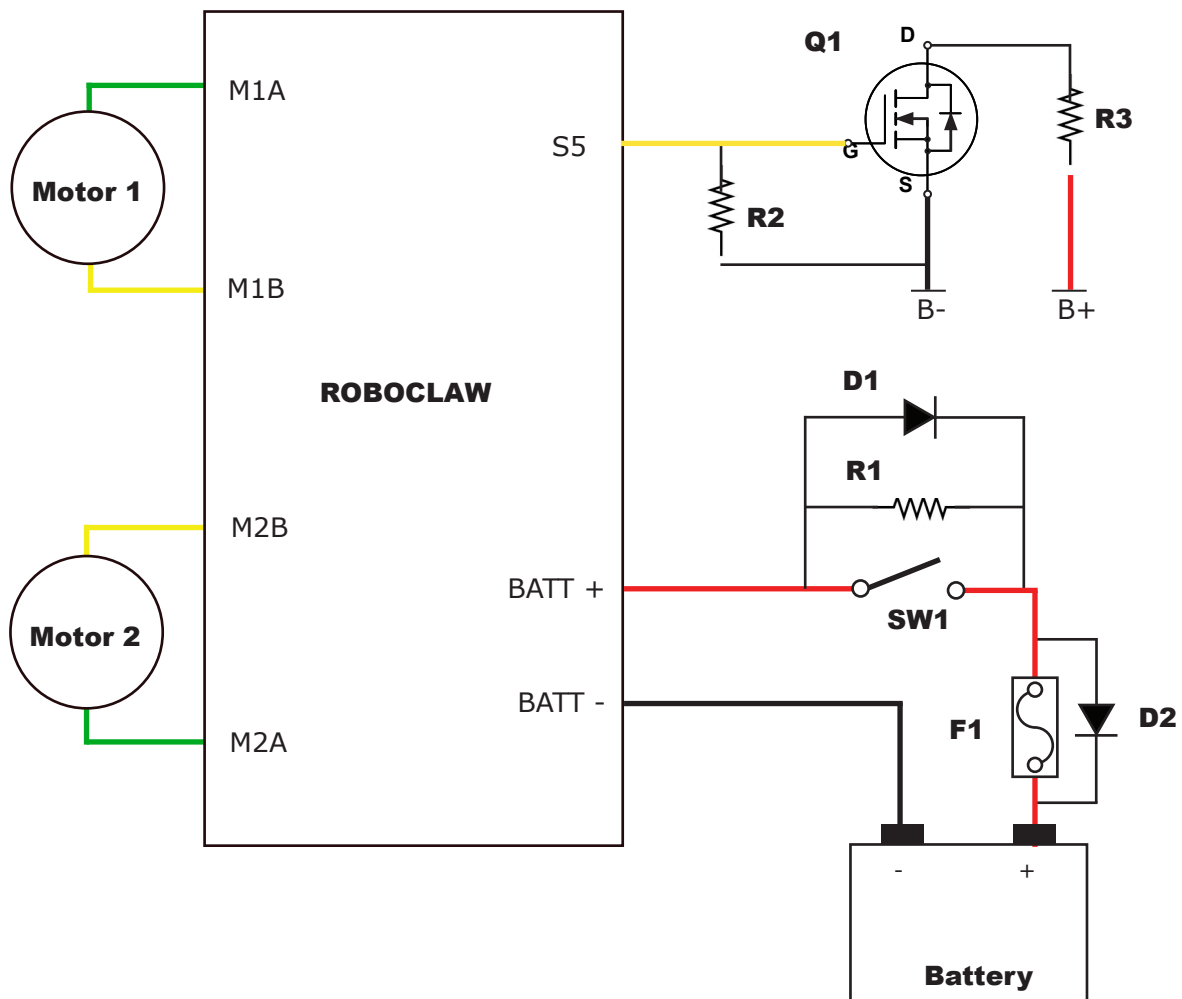 Q1
D
M1A
R3
S5
G
Motor 1
S
R2
M1B
B-
B+
D1
ROBOCLAW
R1
M2B
BATT +
SW1
Motor 2
BATT -
D2
F1
M2A
-
+
Battery